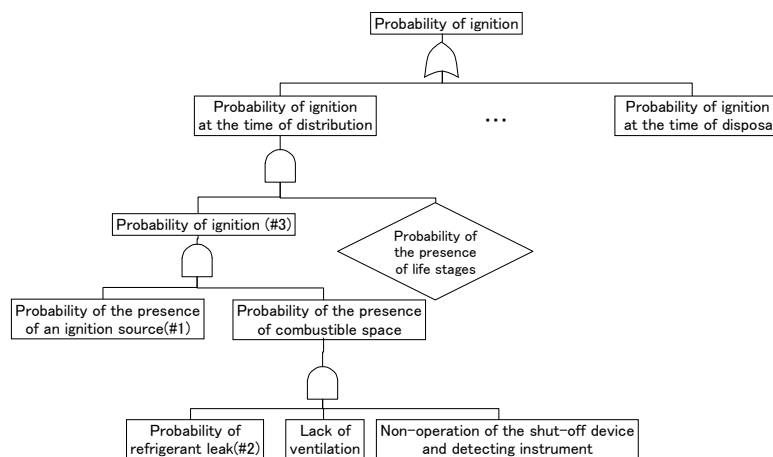 Probability of ignition
Probability of ignition
at the time of distribution
...
Probability of ignition
at the time of disposa
Probability of ignition (#3)
Probability of
the presence
of life stages
Probability of the presence
of an ignition source(#1)
Probability of the presence
of combustible space
Probability of
refrigerant leak(#2)
Lack of
ventilation
Non-operation of the shut-off device
and detecting instrument